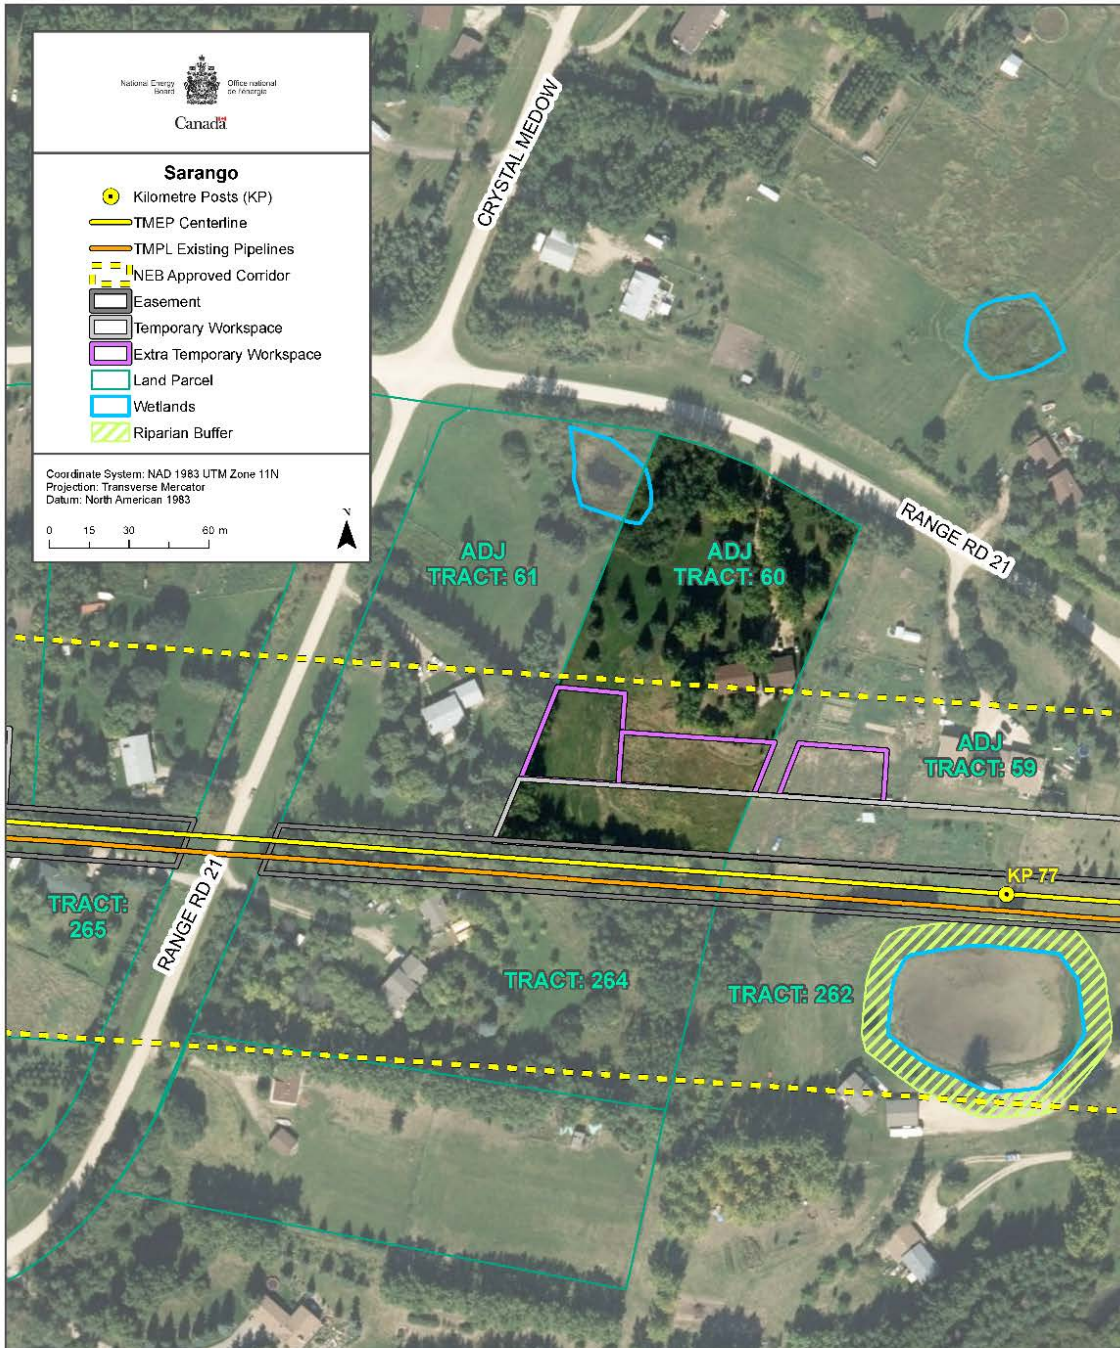 National Energy Board
Office national de l'énergie
Canada
Sarango
Kilometre Posts (KP)
TMEP Centerline
TMPL Existing Pipelines
NEB Approved Corridor
Easement
Temporary Workspace
Extra Temporary Workspace
Land Parcel
Wetlands
Riparian Buffer
Coordinate System: NAD 1983 UTM Zone 11N
Projection: Transverse Mercator
Datum: North American 1983
0 15 30 60 m
N
CRYSTAL MEDOW
RANGE RD 21
ADJ
TRACT: 61
ADJ
TRACT: 60
ADJ
TRACT: 59
KP 77
TRACT:
265
RANGE RD 21
TRACT: 264
TRACT: 262